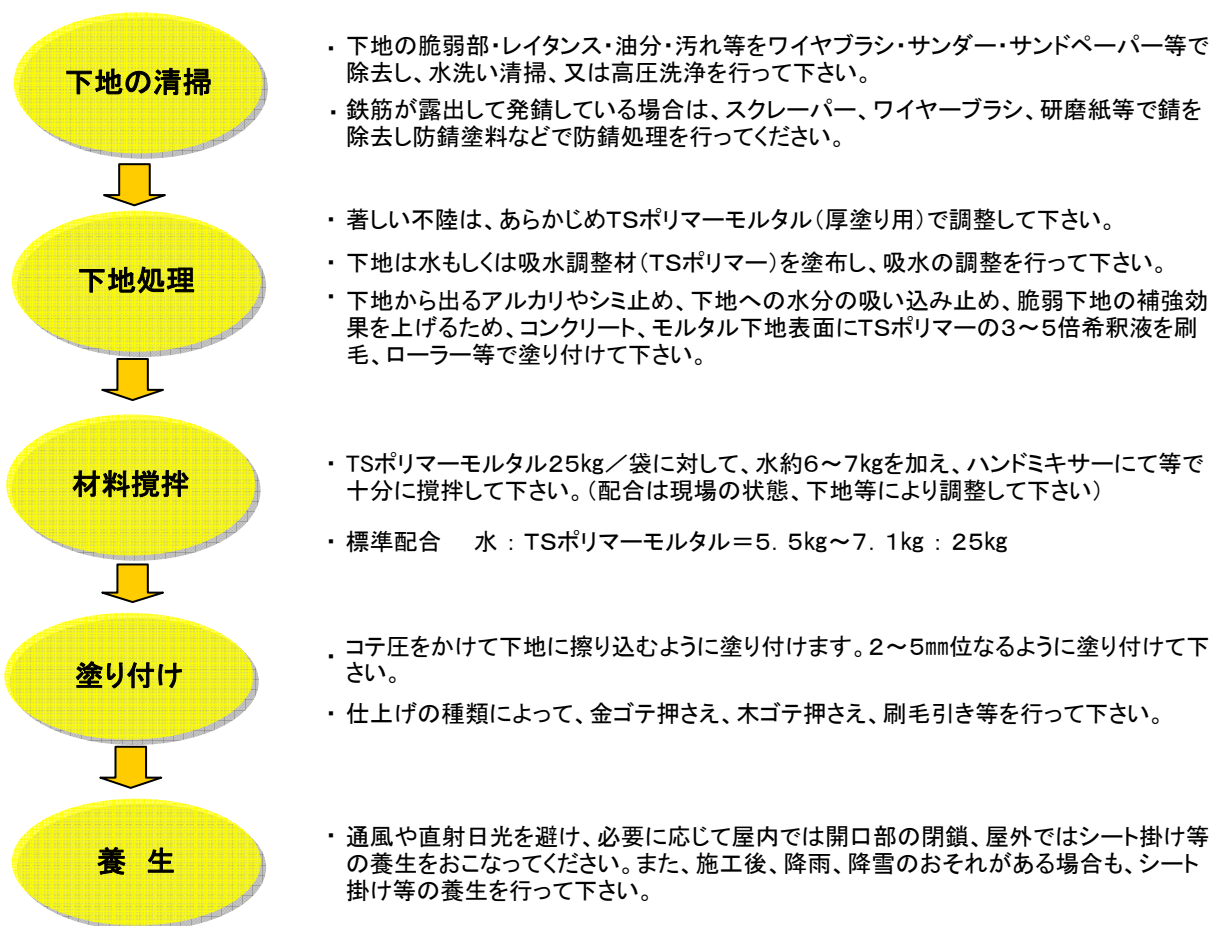 下地の清掃
・下地の脆弱部・レイタンス・油分・汚れ等をワイヤブラシ・サンダー・サンドペーパー等で
除去し、水洗い清掃、又は高圧洗浄を行って下さい。
・鉄筋が露出して発錆している場合は、スクレーパー、ワイヤーブラシ、研磨紙等で錆を
除去し防錆塗料などで防錆処理を行ってください。
下地処理
・著しい不陸は、あらかじめTSポリマーモルタル(厚塗り用)で調整して下さい。
・下地は水もしくは吸水調整材(TSポリマー)を塗布し、吸水の調整を行って下さい。
・下地から出るアルカリやシミ止め、下地への水分の吸い込み止め、脆弱下地の補強効
果を上げるため、コンクリート、モルタル下地表面にTSポリマーの3~5倍希釈液を刷
毛、ローラー等で塗り付けて下さい。
材料撹拌
・TSポリマーモルタル25kg/袋に対して、水約6~7kgを加え、ハンドミキサーにて等で
十分に撹拌して下さい。(配合は現場の状態、下地等により調整して下さい)
・標準配合 水:TSポリマーモルタル=5.5kg~7.1kg:25kg
塗り付け
・コテ圧をかけて下地に擦り込むように塗り付けます。2~5㎜位なるように塗り付けて下
さい。
・仕上げの種類によって、金ゴテ押さえ、木ゴテ押さえ、刷毛引き等を行って下さい。
養 生
・通風や直射日光を避け、必要に応じて屋内では開口部の閉鎖、屋外ではシート掛け等
の養生をおこなってください。また、施工後、降雨、降雪のおそれがある場合も、シート
掛け等の養生を行って下さい。